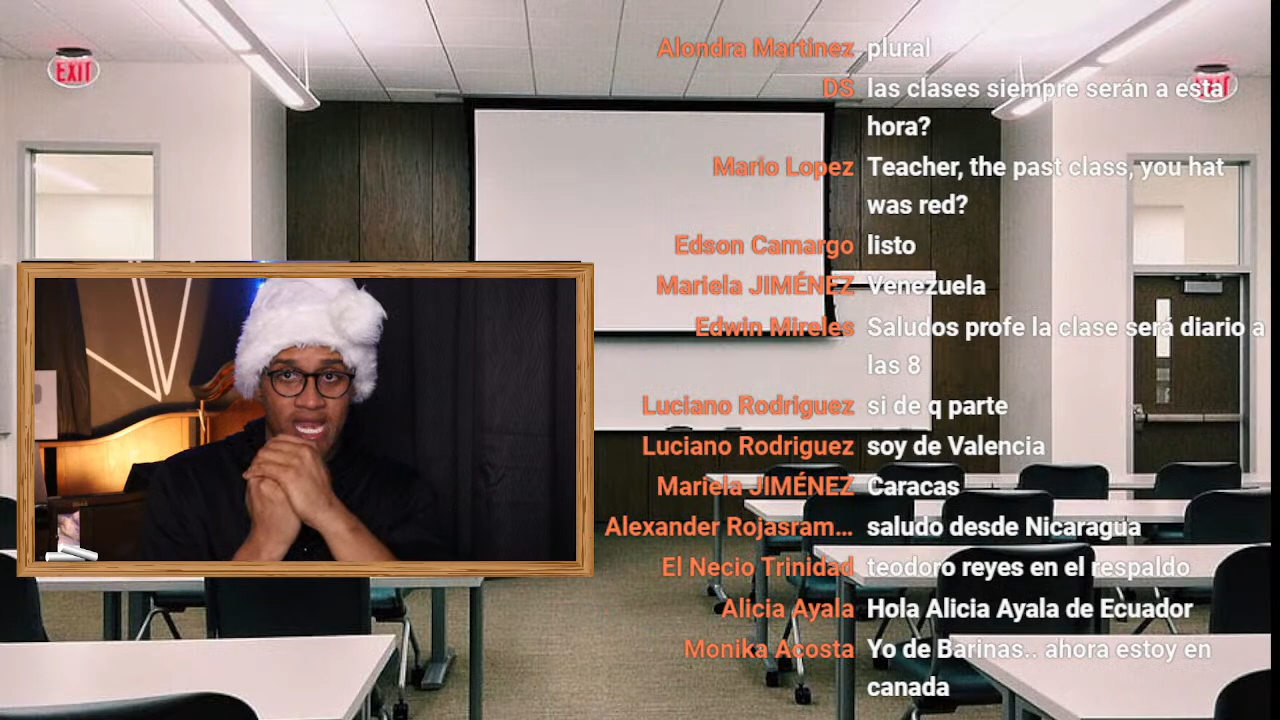 EXIT
EXIT
Alondra Martinez plural
DS las clases siempre serán a esta
hora?
Mario Lopez Teacher, the past class, you hat
was red?
Edson Camargo listo
Mariela JIMÉNEZ Venezuela
Edwin Mireles Saludos profe la clase será diario a
las 8
Luciano Rodriguez si de q parte
Luciano Rodriguez soy de Valencia
Mariela JIMÉNEZ Caracas
Alexander Rojasram... saludo desde Nicaragua
El Necio Trinidad teodoro reyes en el respaldo
Alicia Ayala Hola Alicia Ayala de Ecuador
Monika Acosta Yo de Barinas.. ahora estoy en
canada